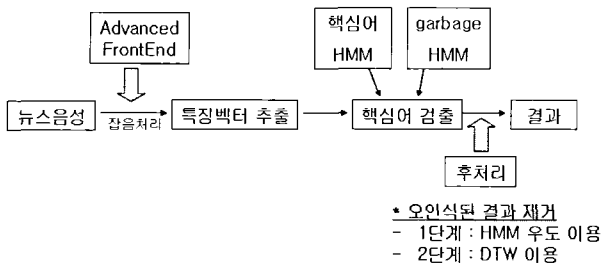 Advanced
FrontEnd
핵심어
HMM
garbage
HMM
뉴스음성
잡음처리
특징벡터 추출
핵심어 검출
결과
후처리
* 오인식된 결과 제거
- 1단계 : HMM 우도 이용
- 2단계 : DTW 이용